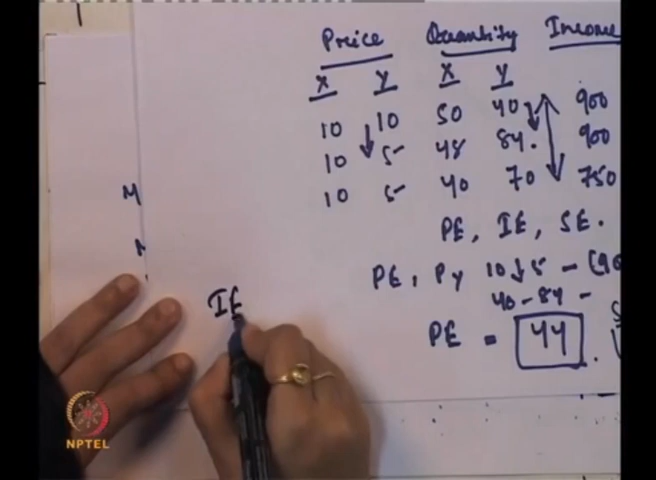 Price Quantity Income
X Y X Y
10 10 50 40 900
10 5 48 84. 900
10 5 40 70 750
PE, IE, SE.
PE, Py 10 ↓ 5 - (90
40 - 84 -
PE = 44.
IE
M
NPTEL